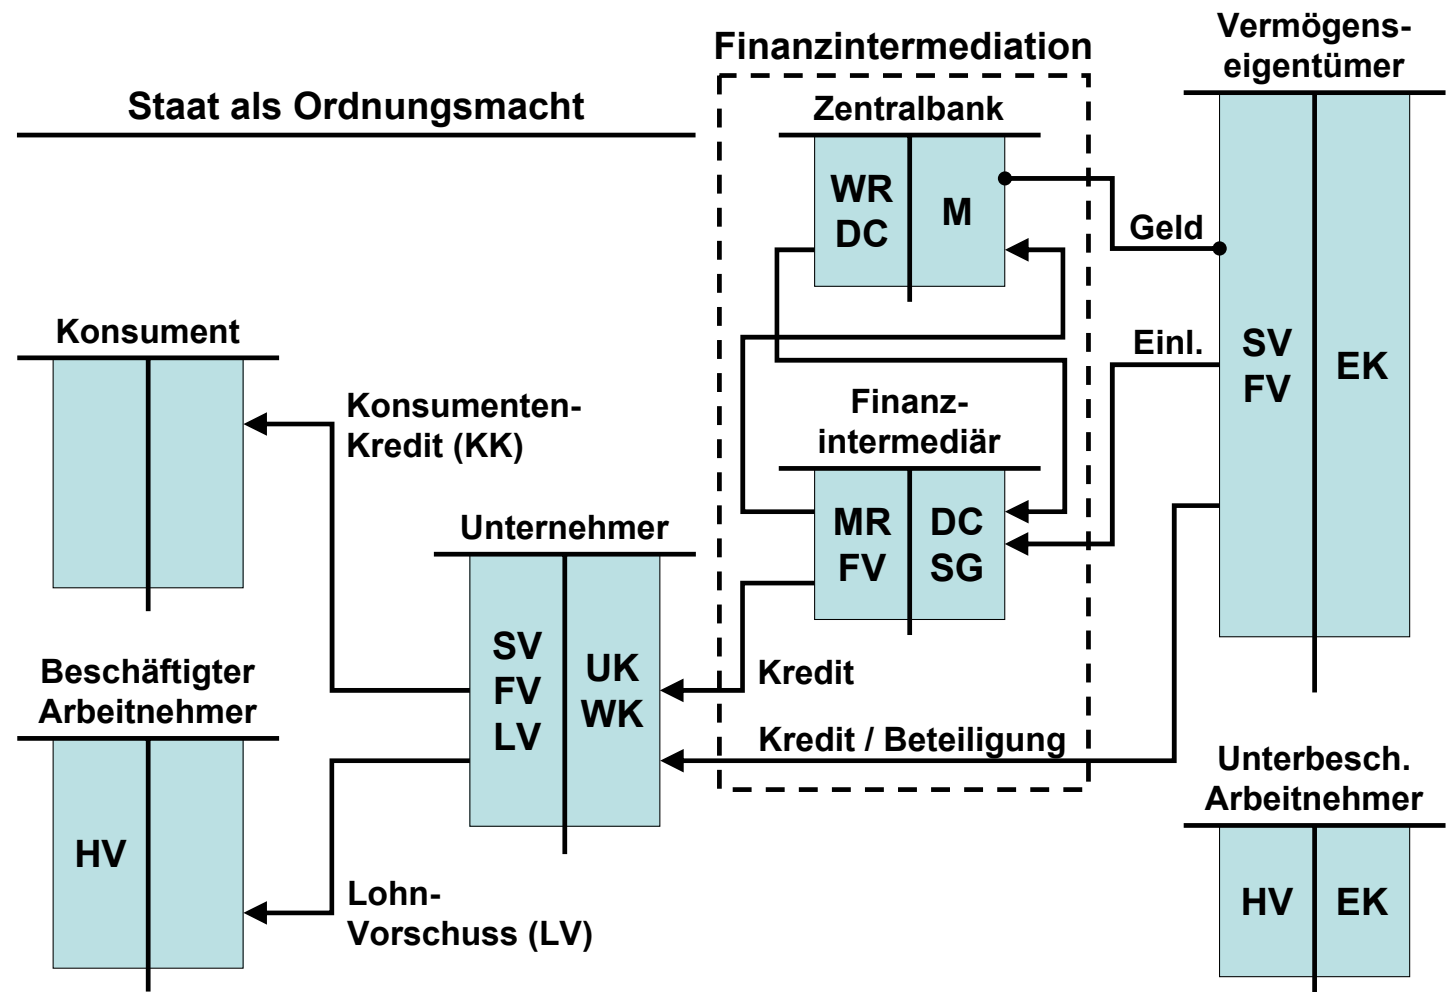 Staat als Ordnungsmacht
Finanzintermediation
Vermögens-
eigentümer
Zentralbank
WR
DC
M
Geld
Einl.
SV
FV
EK
Konsument
Konsumenten-
Kredit (KK)
Finanz-
intermediär
MR
FV
DC
SG
Unternehmer
SV
FV
LV
UK
WK
Kredit
Kredit / Beteiligung
Beschäftigter
Arbeitnehmer
HV
Lohn-
Vorschuss (LV)
Unterbesch.
Arbeitnehmer
HV
EK